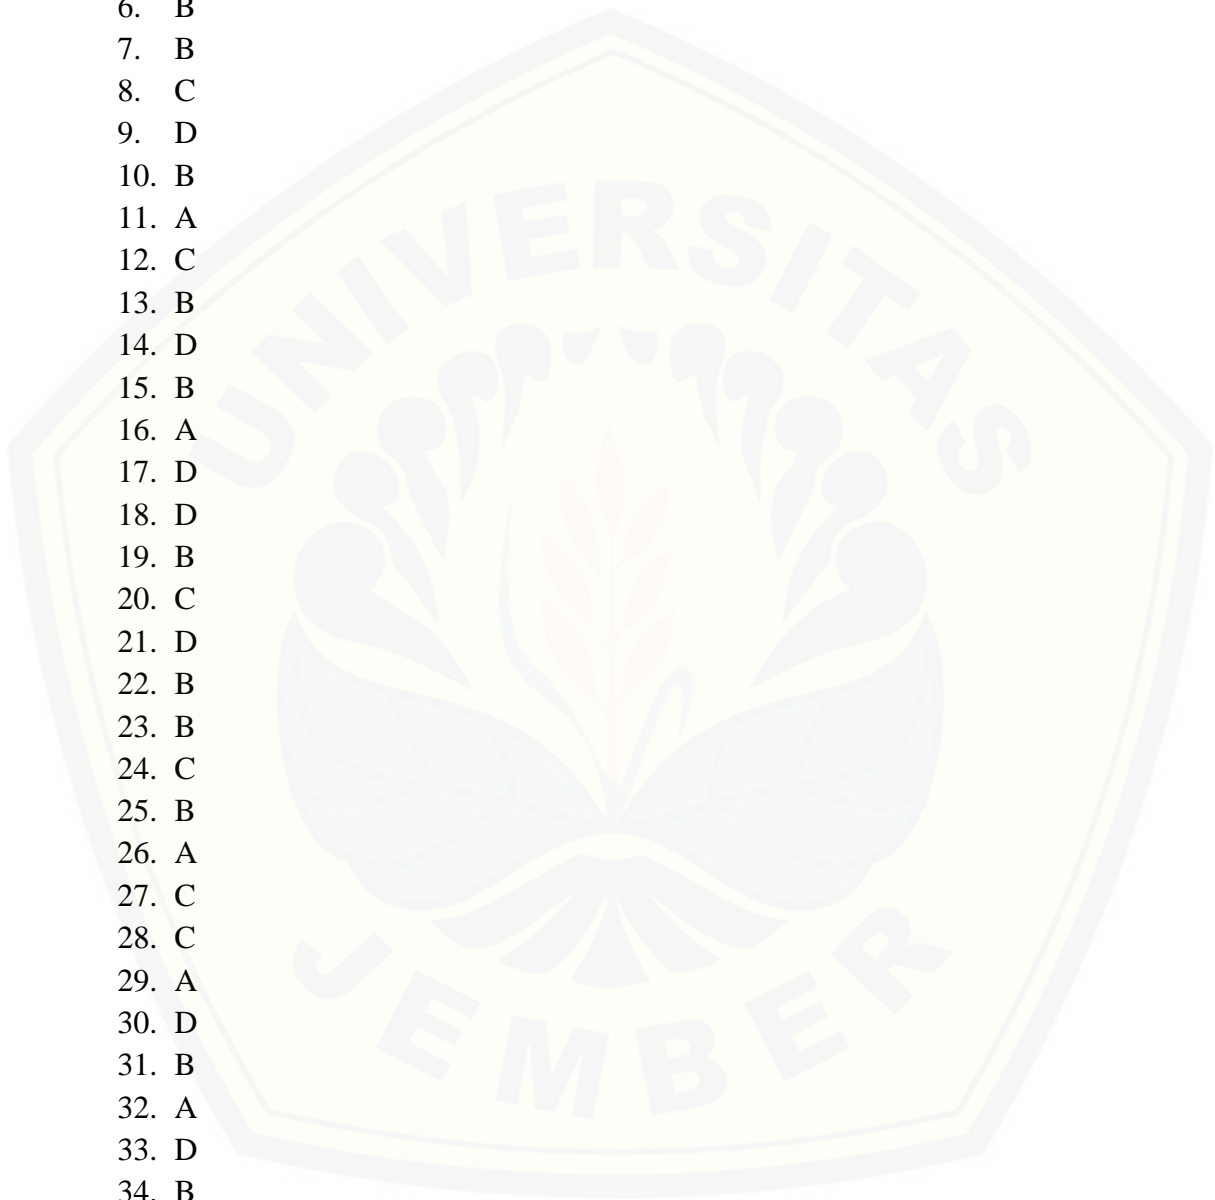 6. B
7. B
8. C
9. D
10. B
11. A
12. C
13. B
14. D
15. B
16. A
17. D
18. D
19. B
20. C
21. D
22. B
23. B
24. C
25. B
26. A
27. C
28. C
29. A
30. D
31. B
32. A
33. D
34. B
UNIVERSITAS
JEMBER